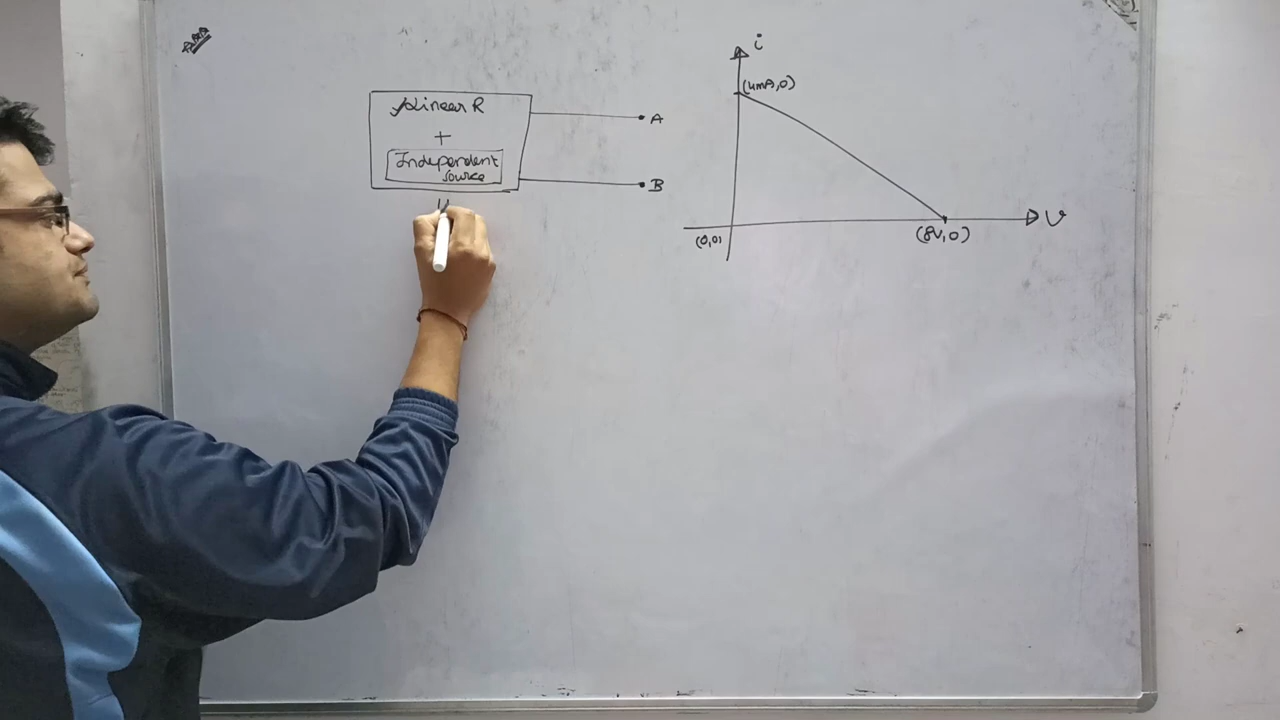 Linear R
+
Independent
source
A
B
i
(4mA,0)
(0,0)
(8V,0)
V